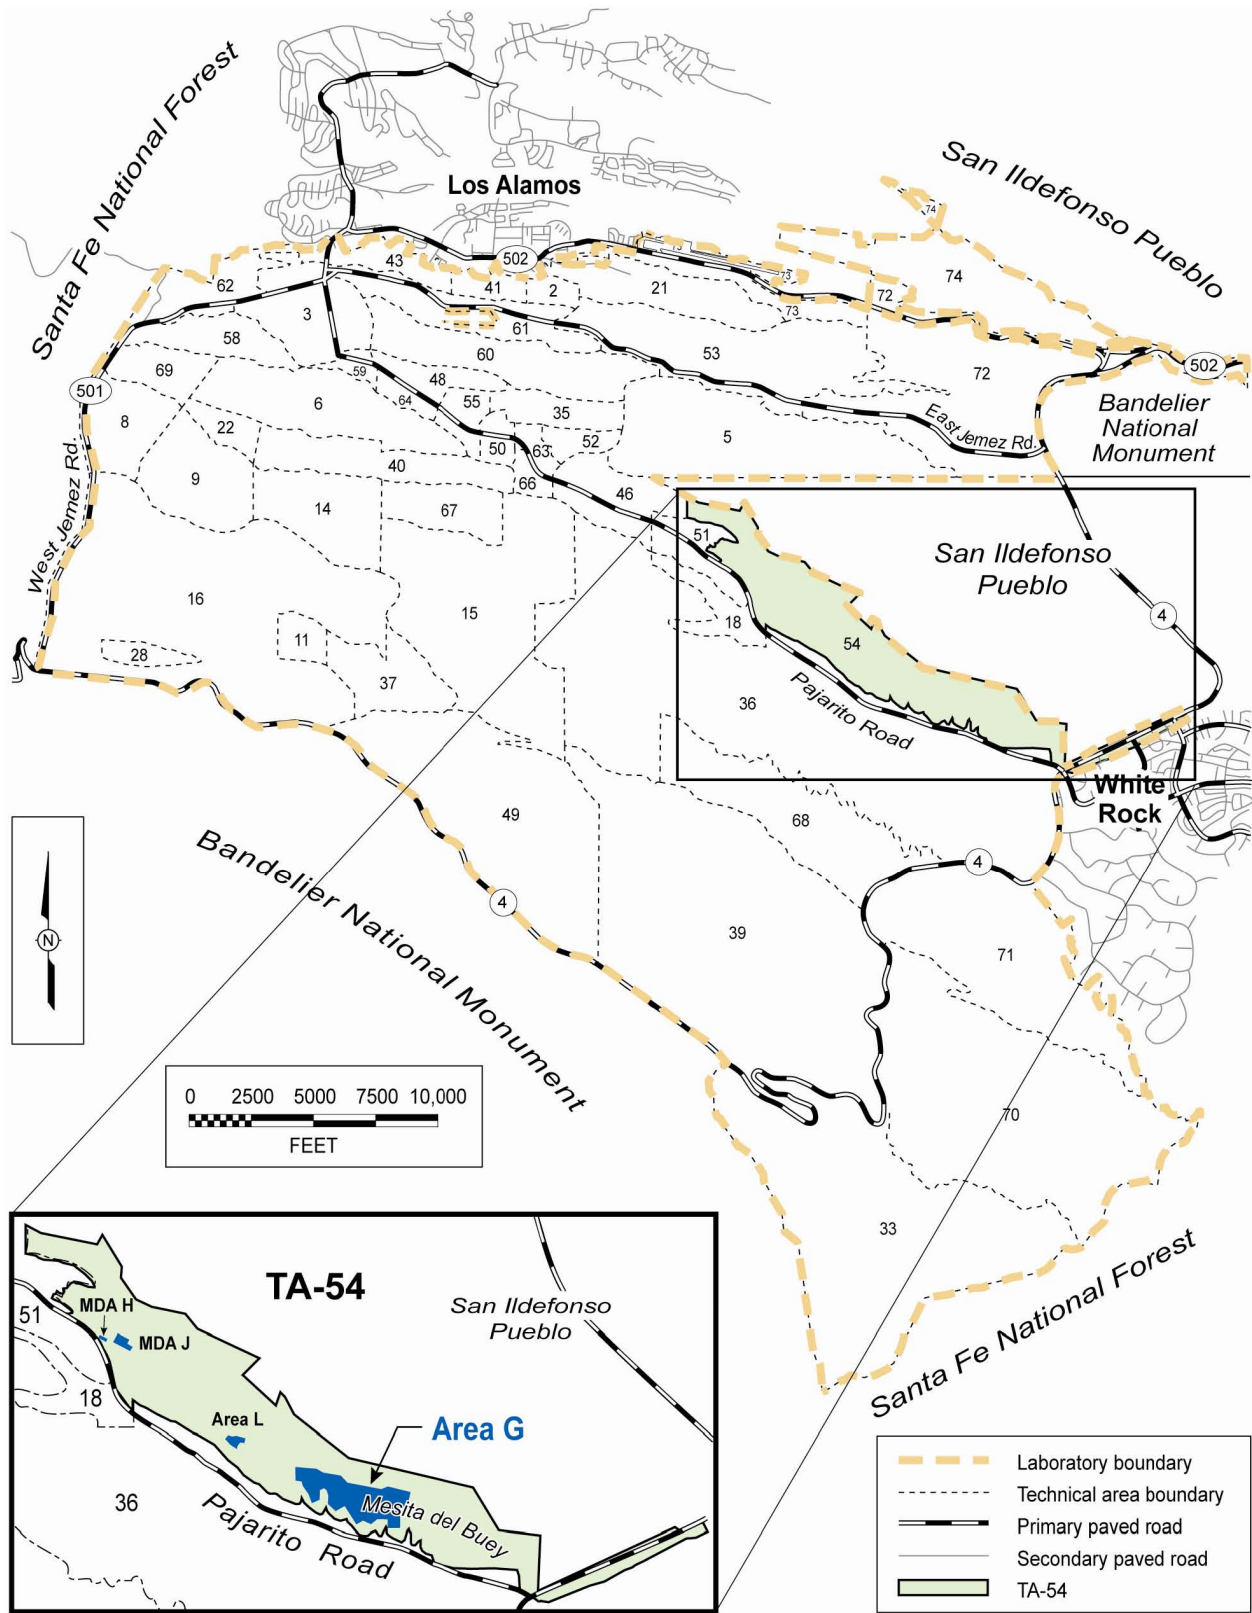 Santa Fe National Forest
San Ildefonso Pueblo
Los Alamos
74
502
43
74
62
41
2
21
73
72
73
3
61
58
60
53
502
69
59
48
72
501
6
64
55
35
Bandelier
National
Monument
8
22
East Jemez Rd.
50
63
52
5
40
9
66
46
14
67
51
West Jemez Rd.
San Ildefonso
Pueblo
16
15
4
11
18
54
28
37
36
Pajarito Road
White
Rock
49
68
Bandelier National Monument
4
4
39
71
N
0 2500 5000 7500 10,000
FEET
70
33
Santa Fe National Forest
TA-54
San Ildefonso
Pueblo
MDA H
51
MDA J
18
Area L
Area G
36
Mesita del Buey
Pajarito Road
Laboratory boundary
Technical area boundary
Primary paved road
Secondary paved road
TA-54